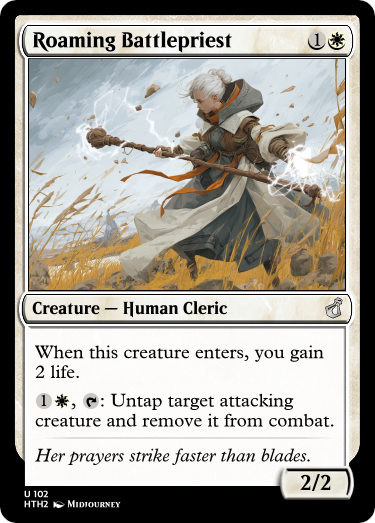 Roaming Battlepriest 1
Creature — Human Cleric
When this creature enters, you gain
2 life.
1, : Untap target attacking
creature and remove it from combat.
Her prayers strike faster than blades.
2/2
U 102
HTH2 Midjourney